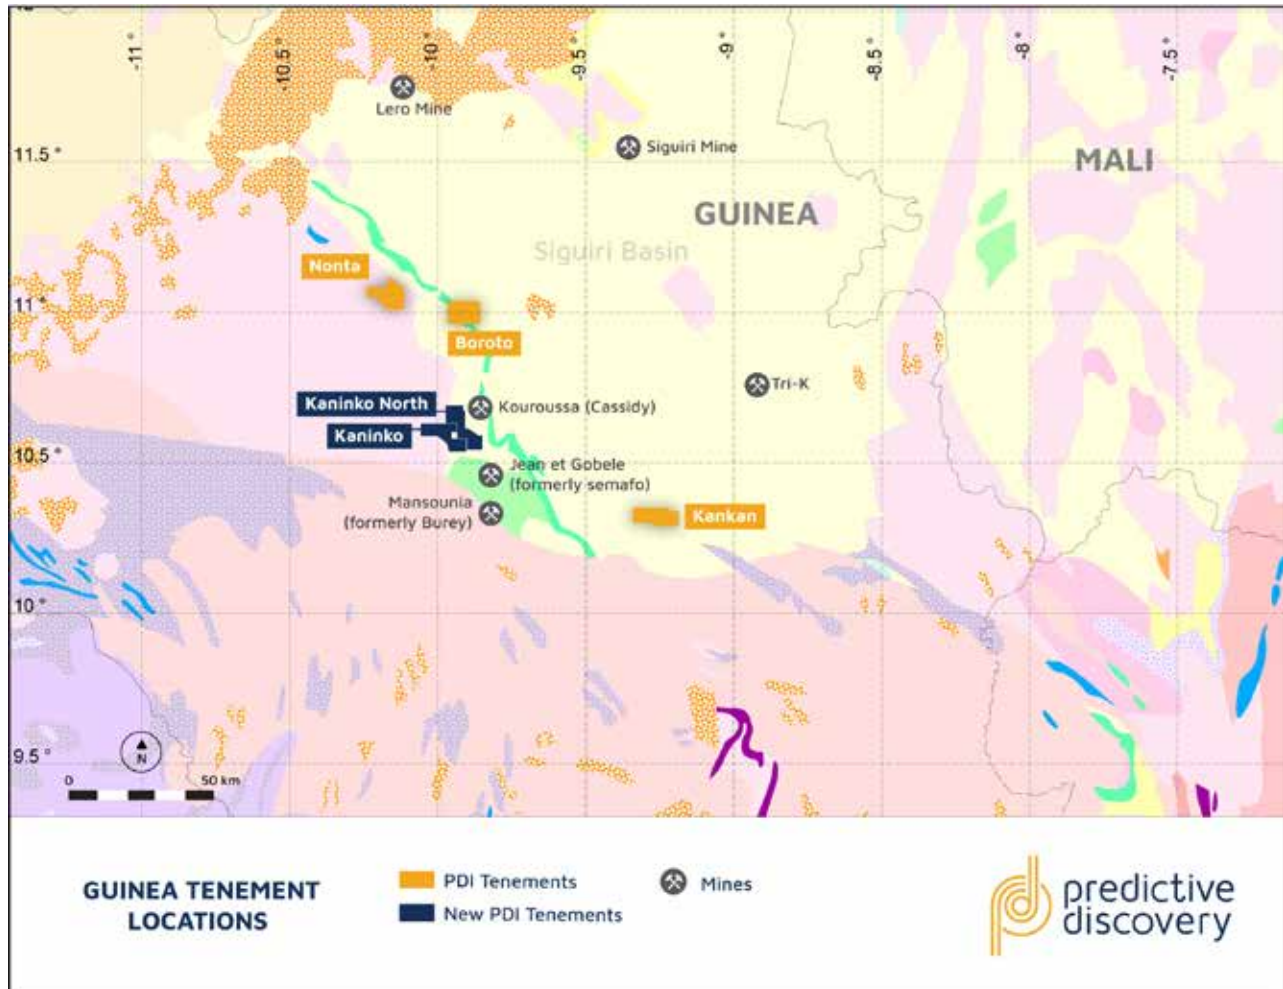 -11°
-10.5°
-10°
-9.5°
-9°
-8.5°
-8°
-7.5°
Lero Mine
11.5°
Siguiri Mine
MALI
GUINEA
Siguiri Basin
Nonta
11°
Boroto
Tri-K
Kaninko North
Kouroussa (Cassidy)
Kaninko
10.5°
Jean et Gobele
(formerly semafo)
Mansounia
(formerly Burey)
Kankan
10°
N
9.5°
0
50 km
GUINEA TENEMENT
LOCATIONS
PDI Tenements
New PDI Tenements
Mines
predictive
discovery